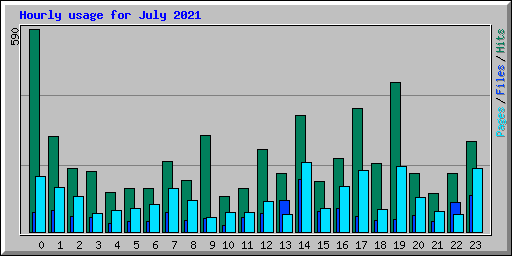 Hourly usage for July 2021
590
Pages/Files/Hits
0 1 2 3 4 5 6 7 8 9 10 11 12 13 14 15 16 17 18 19 20 21 22 23